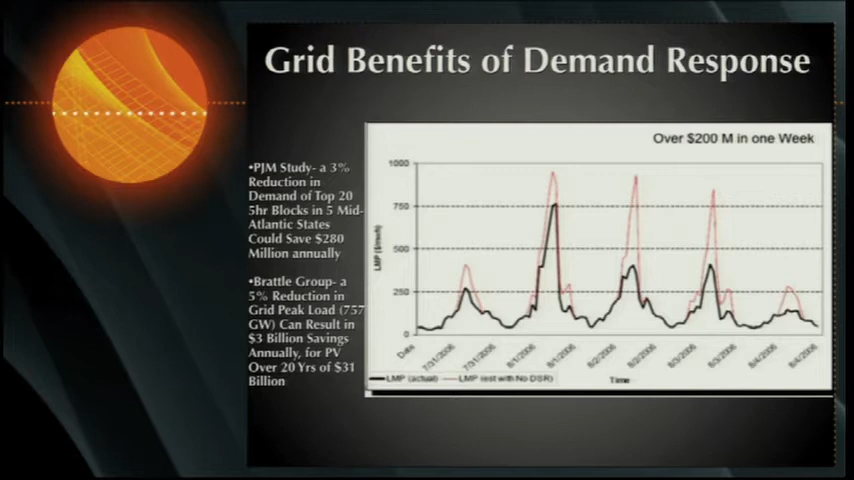 Grid Benefits of Demand Response
•PJM Study- a 3%
Reduction in
Demand of Top 20
5hr Blocks in 5 Mid-
Atlantic States
Could Save $280
Million annually
•Brattle Group- a
5% Reduction in
Grid Peak Load (757
GW) Can Result in
$3 Billion Savings
Annually, for PV
Over 20 Yrs of $31
Billion
Over $200 M in one Week
1000
750
500
250
0
LMP ($/mwh)
Date
7/31/2006
7/31/2006
8/1/2006
8/1/2006
8/2/2006
8/2/2006
8/3/2006
8/3/2006
8/4/2006
8/4/2006
Time
LMP (actual)
LMP (est with No DSR)